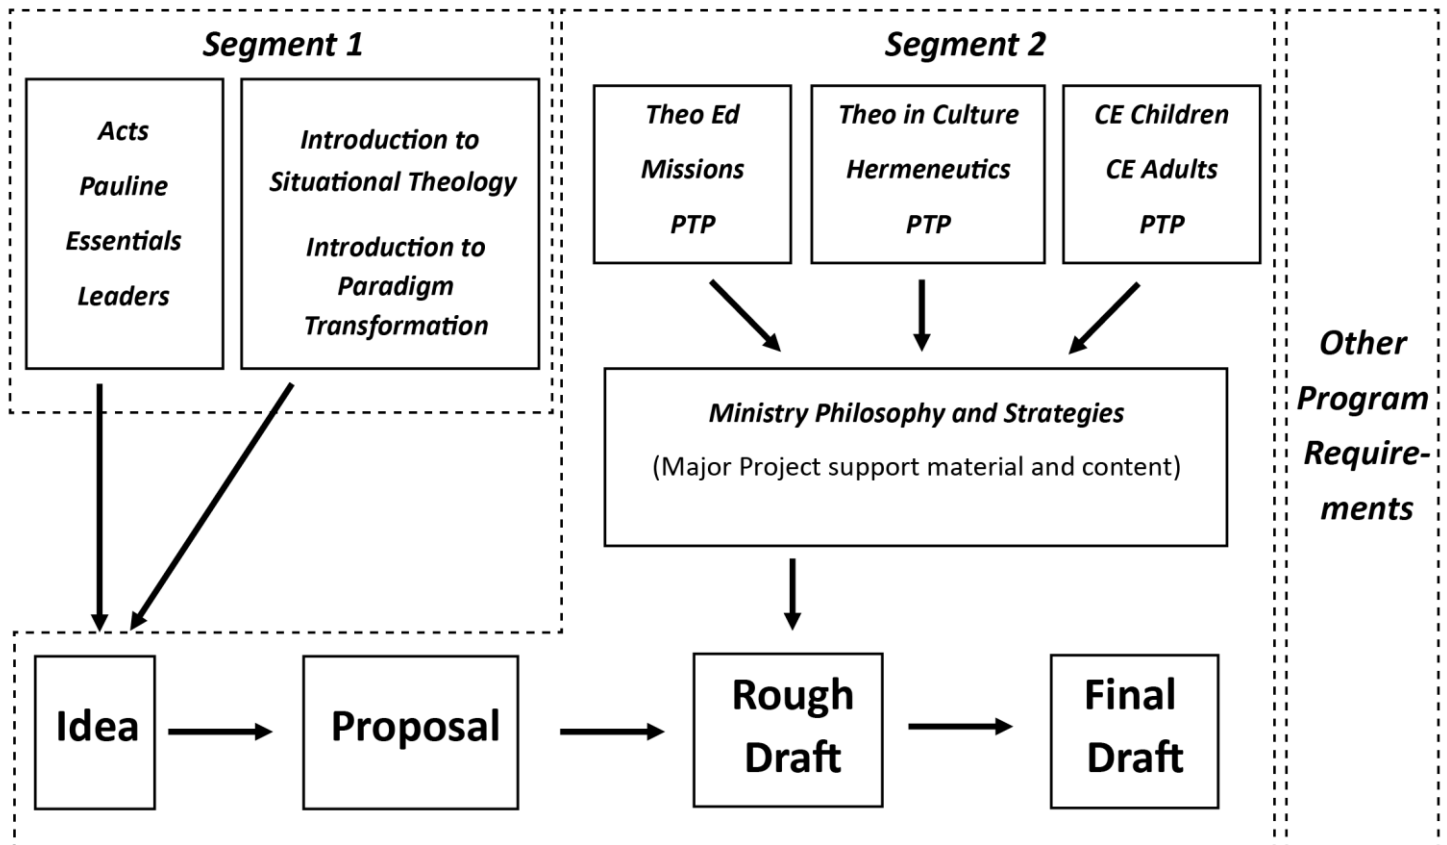 Segment 1
Acts
Pauline
Essentials
Leaders
Introduction to
Situational Theology
Introduction to
Paradigm
Transformation
Segment 2
Theo Ed
Missions
PTP
Theo in Culture
Hermeneutics
PTP
CE Children
CE Adults
PTP
Ministry Philosophy and Strategies
(Major Project support material and content)
Other
Program
Require-
ments
Idea
Proposal
Rough
Draft
Final
Draft